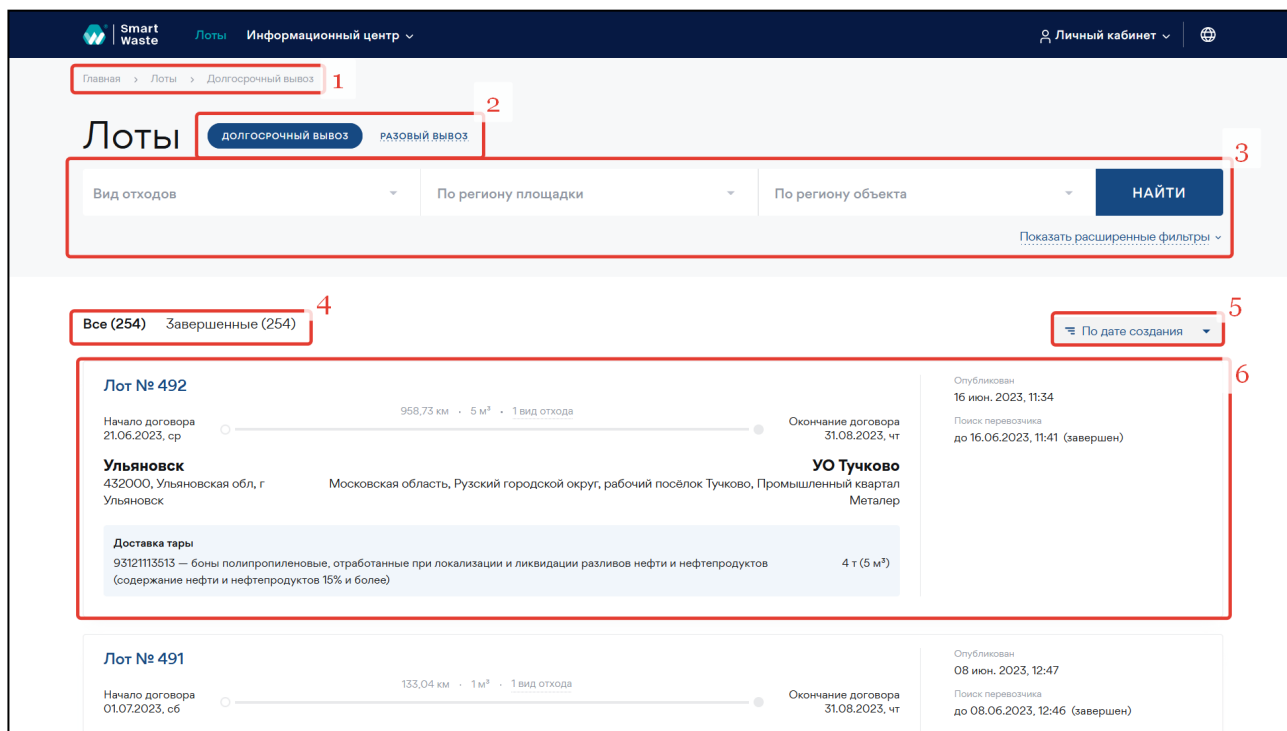 Smart
Waste
Лоты
Информационный центр
Личный кабинет
Главная > Лоты > Долгосрочный вывоз
1
2
Лоты
ДОЛГОСРОЧНЫЙ ВЫВОЗ
РАЗОВЫЙ ВЫВОЗ
3
Вид отходов
По региону площадки
По региону объекта
НАЙТИ
Показать расширенные фильтры
4
Все (254)
Завершенные (254)
5
По дате создания
6
Лот № 492
958,73 км · 5 м³ · 1 вид отхода
Начало договора
21.06.2023, ср
Окончание договора
31.08.2023, чт
Ульяновск
432000, Ульяновская обл, г
Ульяновск
УО Тучково
Московская область, Рузский городской округ, рабочий посёлок Тучково, Промышленный квартал
Металер
Доставка тары
93121113513 — боны полипропиленовые, отработанные при локализации и ликвидации разливов нефти и нефтепродуктов
(содержание нефти и нефтепродуктов 15% и более)
4 т (5 м³)
Опубликован
16 июн. 2023, 11:34
Поиск перевозчика
до 16.06.2023, 11:41 (завершен)
Лот № 491
133,04 км · 1 м³ · 1 вид отхода
Начало договора
01.07.2023, сб
Окончание договора
31.08.2023, чт
Опубликован
08 июн. 2023, 12:47
Поиск перевозчика
до 08.06.2023, 12:46 (завершен)